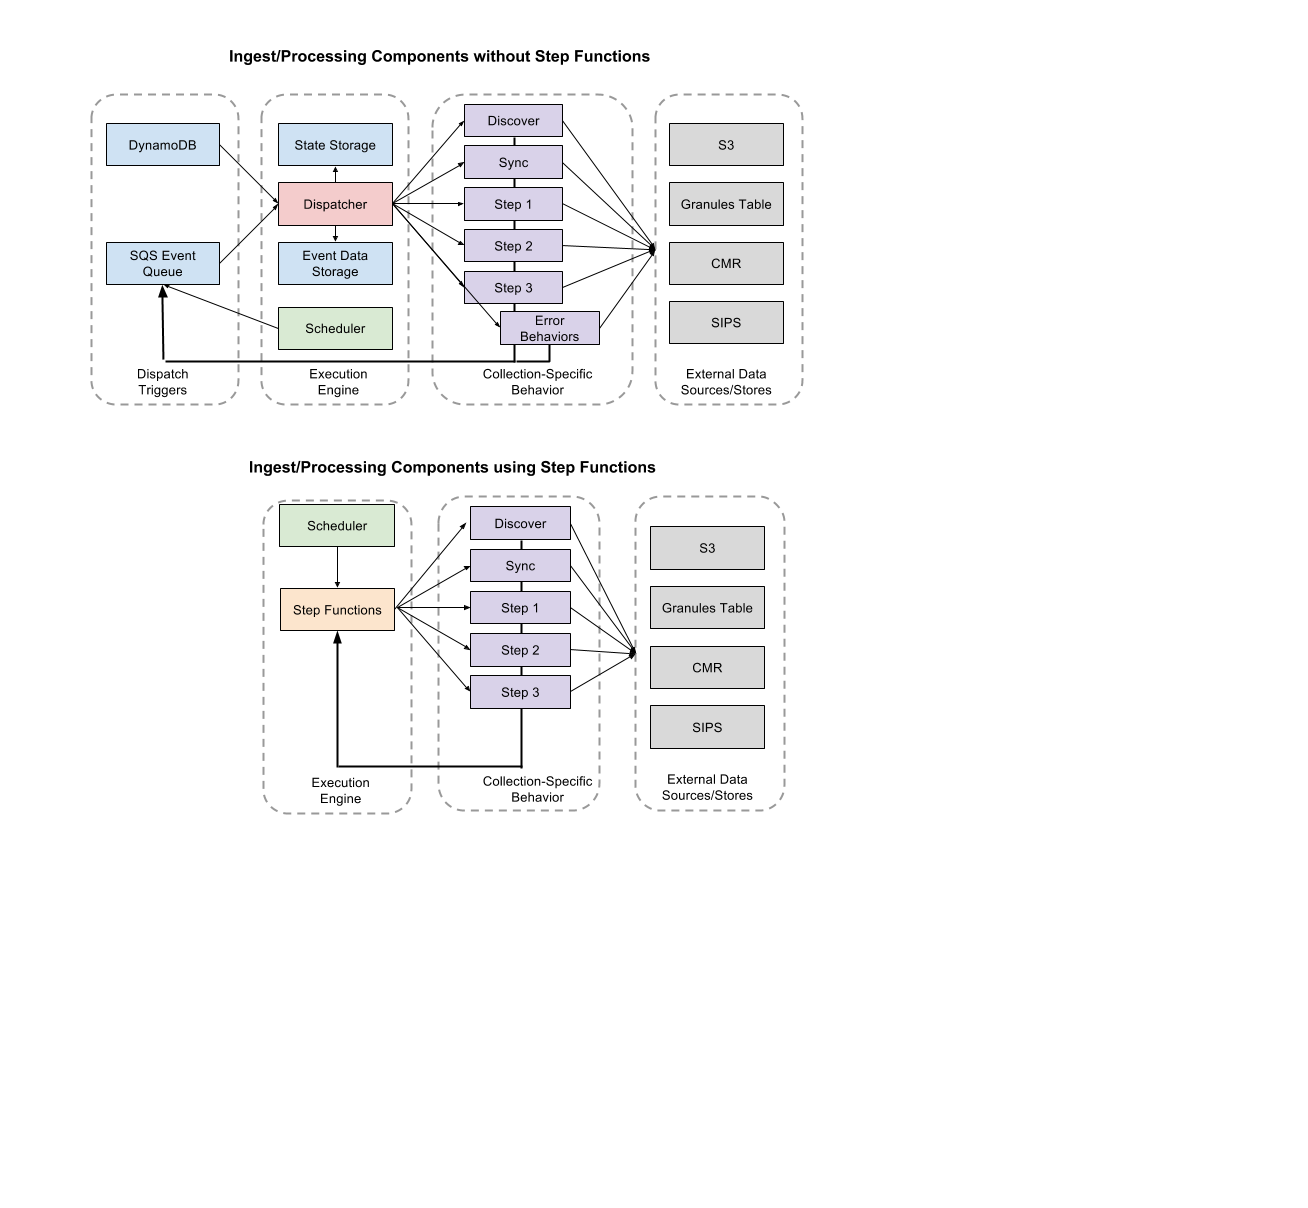 Ingest/Processing Components without Step Functions
DynamoDB
SQS Event
Queue
Dispatch
Triggers
State Storage
Dispatcher
Event Data
Storage
Scheduler
Execution
Engine
Discover
Sync
Step 1
Step 2
Step 3
Error
Behaviors
Collection-Specific
Behavior
S3
Granules Table
CMR
SIPS
External Data
Sources/Stores
Ingest/Processing Components using Step Functions
Scheduler
Step Functions
Execution
Engine
Discover
Sync
Step 1
Step 2
Step 3
Collection-Specific
Behavior
S3
Granules Table
CMR
SIPS
External Data
Sources/Stores